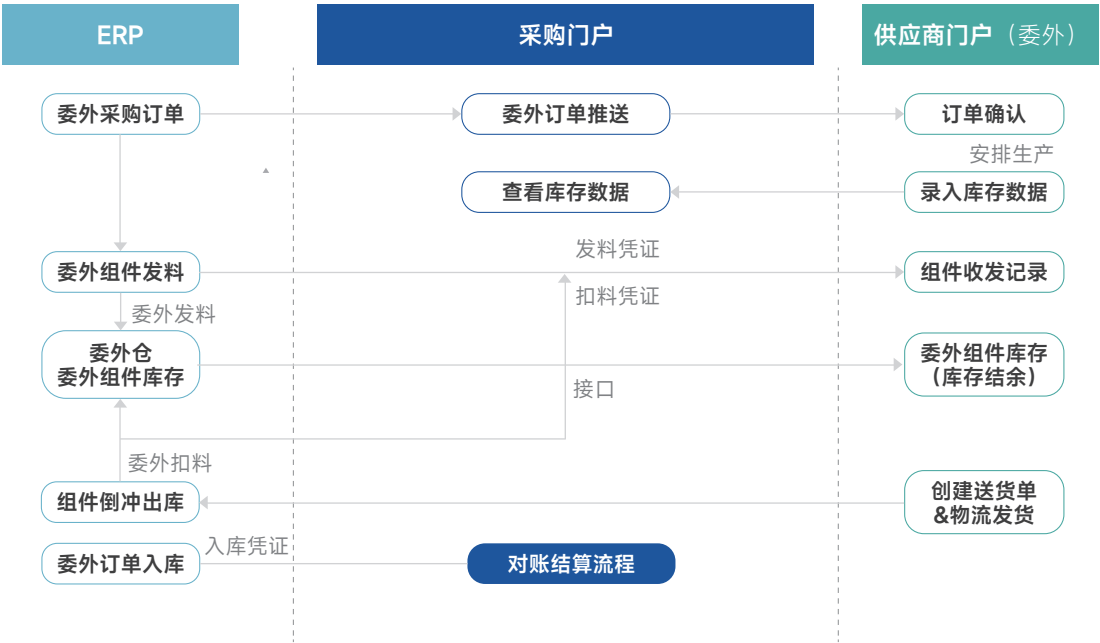 ERP
采购门户
供应商门户（委外）
委外采购订单
委外订单推送
订单确认
安排生产
查看库存数据
录入库存数据
发料凭证
委外组件发料
组件收发记录
扣料凭证
委外发料
委外仓
委外组件库存
委外组件库存
(库存结余)
接口
委外扣料
组件倒冲出库
创建送货单
&物流发货
入库凭证
委外订单入库
对账结算流程